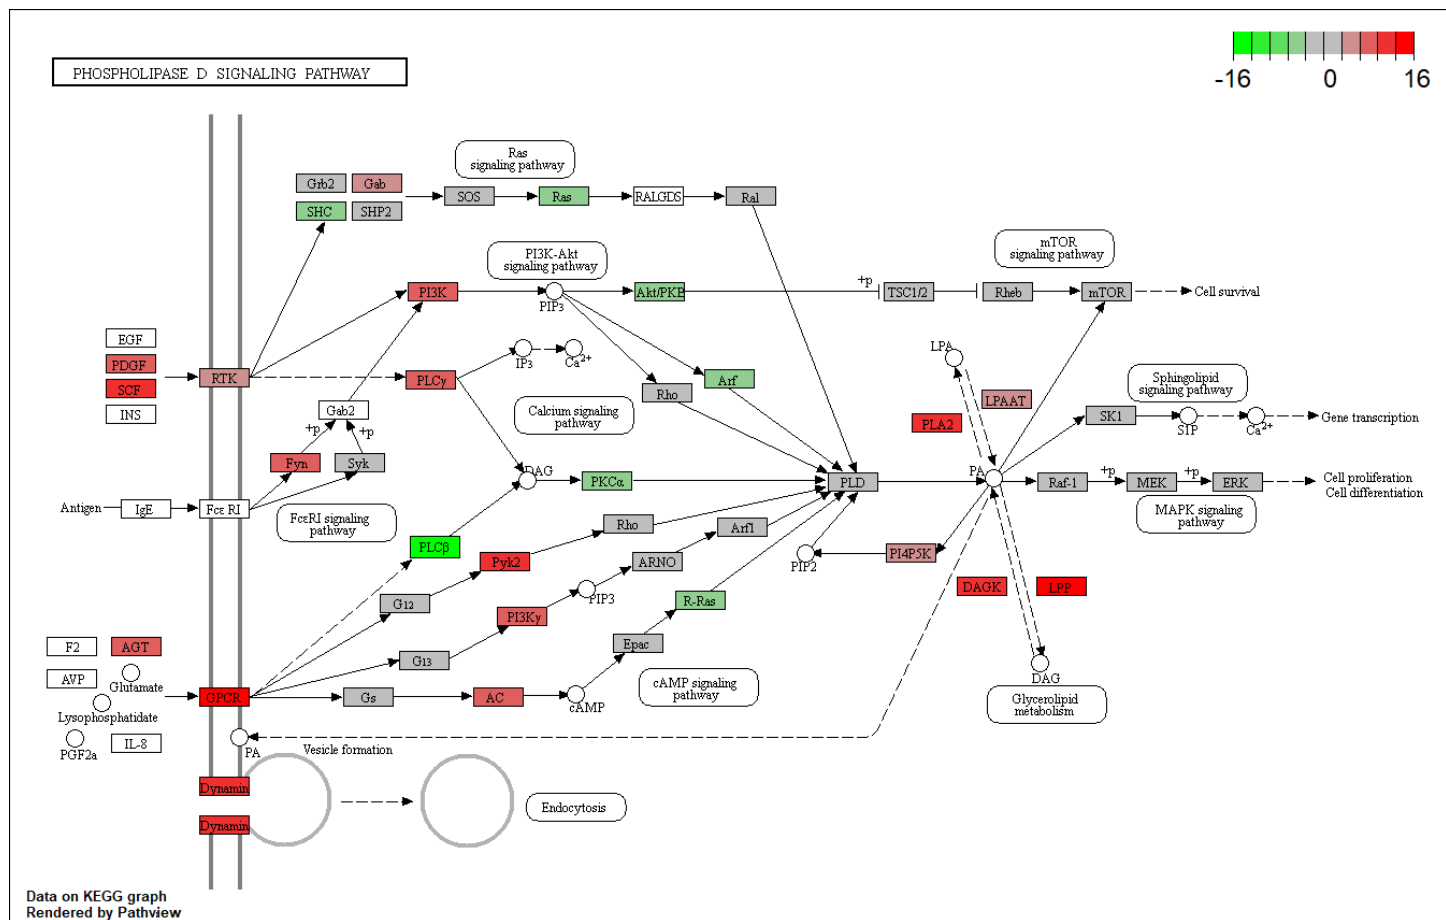 -16
0
16
PHOSPHOLIPASE D SIGNALING PATHWAY
Ras
signaling pathway
Grb2
Gab
SHC
SHP2
SOS
Ras
RALGDS
Ral
PI3K-Akt
signaling pathway
mTOR
signaling pathway
PI3K
PIP3
Akt/PKB
+p
TSC1/2
Rheb
mTOR
Cell survival
EGF
PDGF
SCF
INS
RTK
IP3
Ca2+
PLCγ
Rho
Arf
Calcium signaling
pathway
LPA
LPAAT
PLA2
Sphingolipid
signaling pathway
SK1
S1P
Ca2+
Gene transcription
Gab2
+p
+p
Fyn
Syk
DAG
PKCα
PLD
PA
Raf-1
+p
MEK
+p
ERK
Cell proliferation
Cell differentiation
MAPK signaling
pathway
Antigen
IgE
Fcε RI
FcεRI signaling
pathway
PLCβ
Pyk2
Rho
Arf1
ARNO
PIP2
PI4P5K
G12
PI3Kγ
PIP3
R-Ras
DAGK
LPP
G13
Epac
F2
AGT
AVP
Glutamate
Lysophosphatidate
PGF2a
IL-8
GPCR
Gs
AC
cAMP
cAMP signaling
pathway
DAG
Glycerolipid
metabolism
PA
Vesicle formation
Dynamin
Dynamin
Endocytosis
Data on KEGG graph
Rendered by Pathview